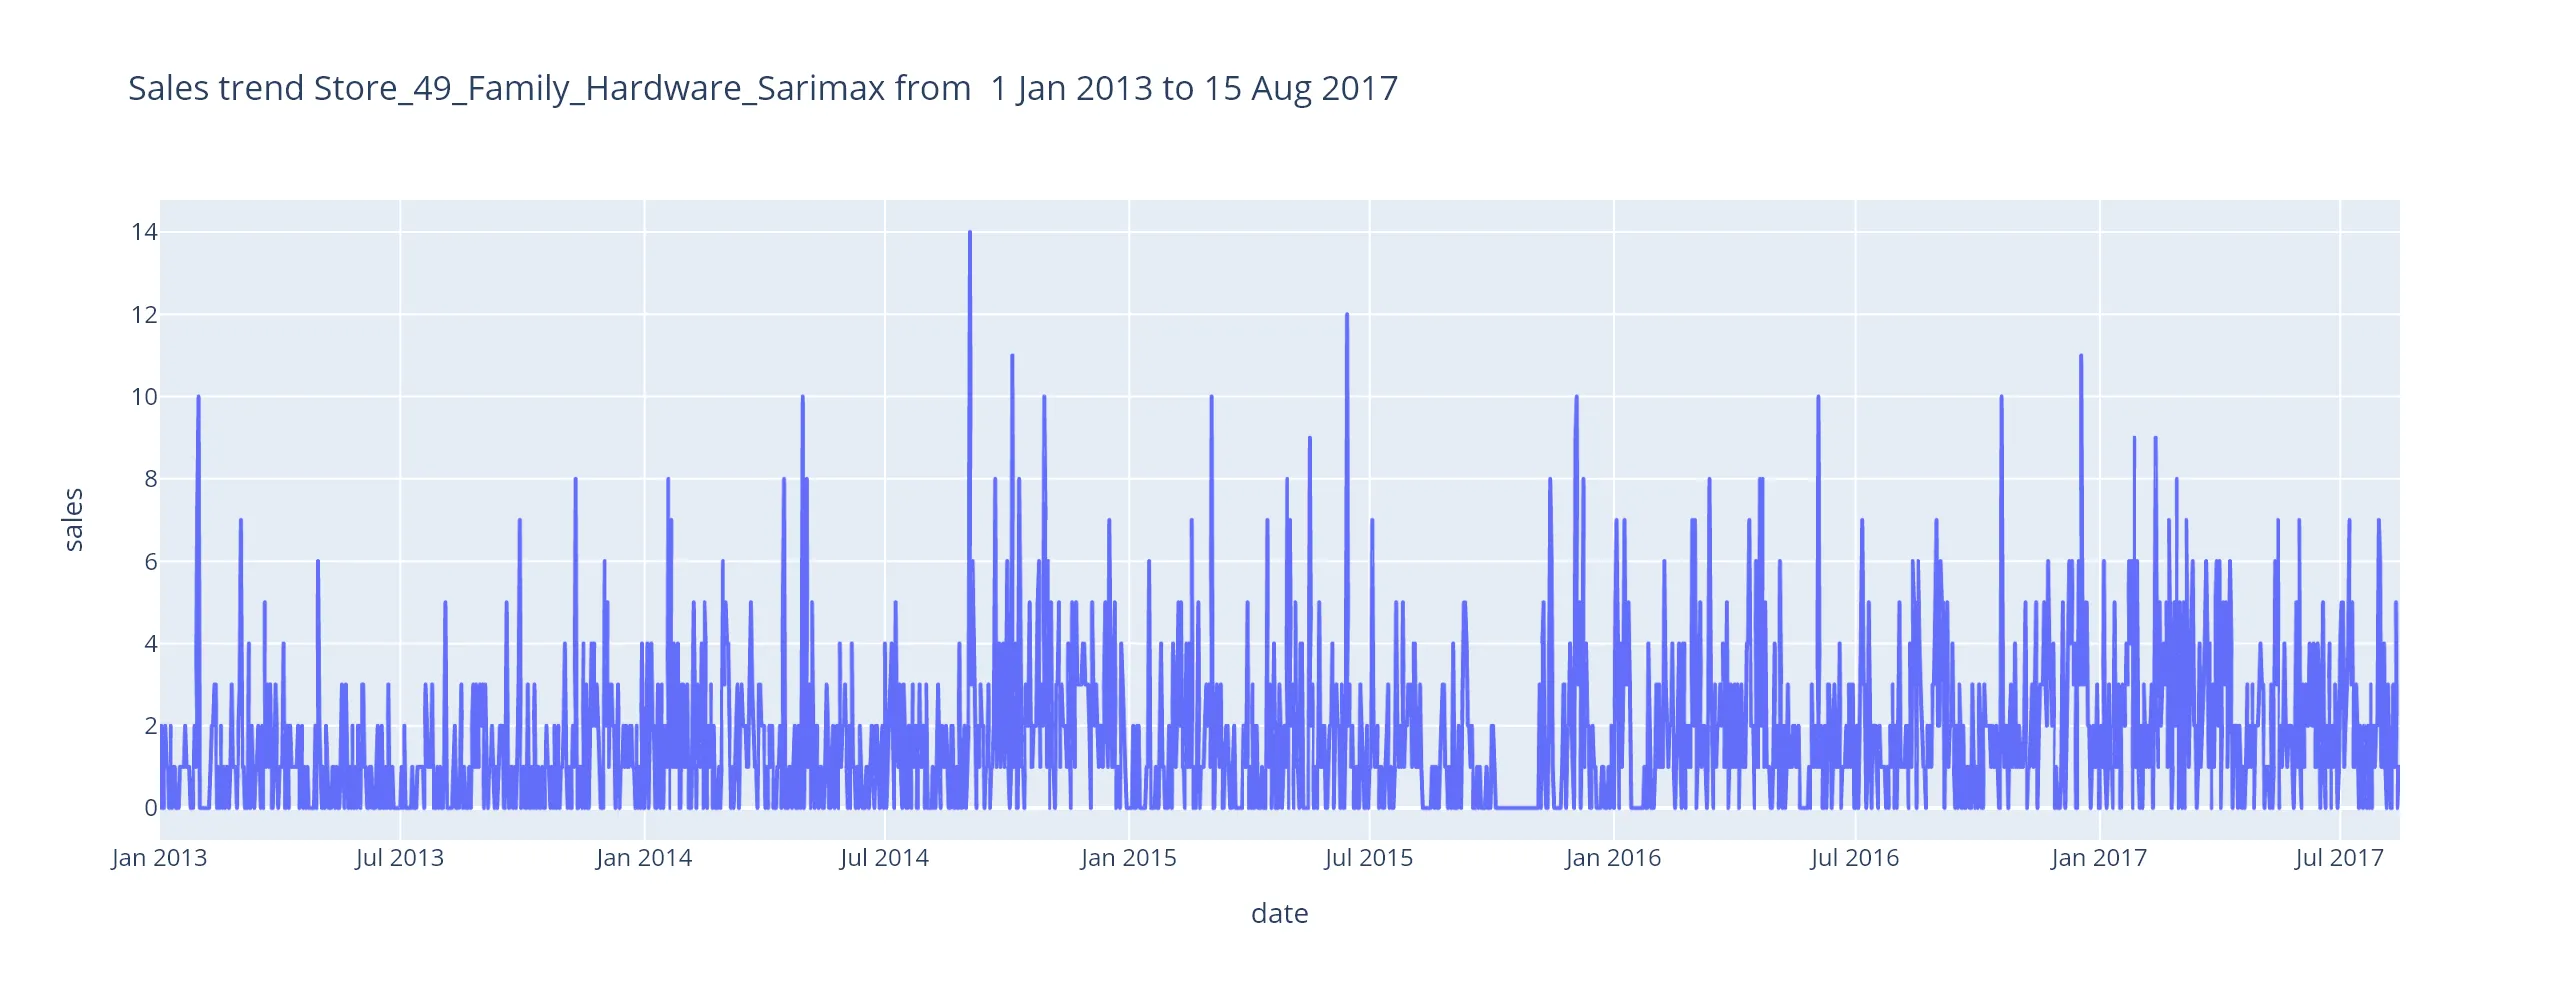 Sales trend Store_49_Family_Hardware_Sarimax from  1 Jan 2013 to 15 Aug 2017
14
12
10
8
6
4
2
0
sales
Jan 2013
Jul 2013
Jan 2014
Jul 2014
Jan 2015
Jul 2015
Jan 2016
Jul 2016
Jan 2017
Jul 2017
date